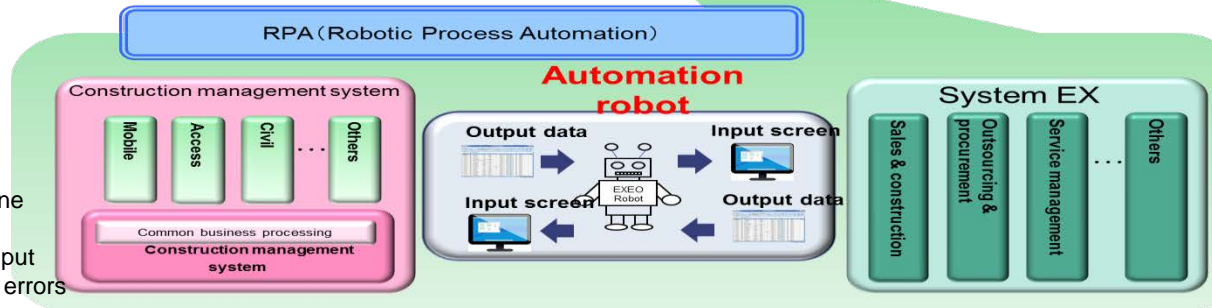 RPA（Robotic Process Automation）
Construction management system
Mobile
Access
Civil
...
Others
Common business processing
Construction management
system
ne
put
errors
Automation
robot
Output data
Input screen
EXEO
Robot
Input screen
Output data
System EX
Sales & construction
Outsourcing &
procurement
Service management
...
Others